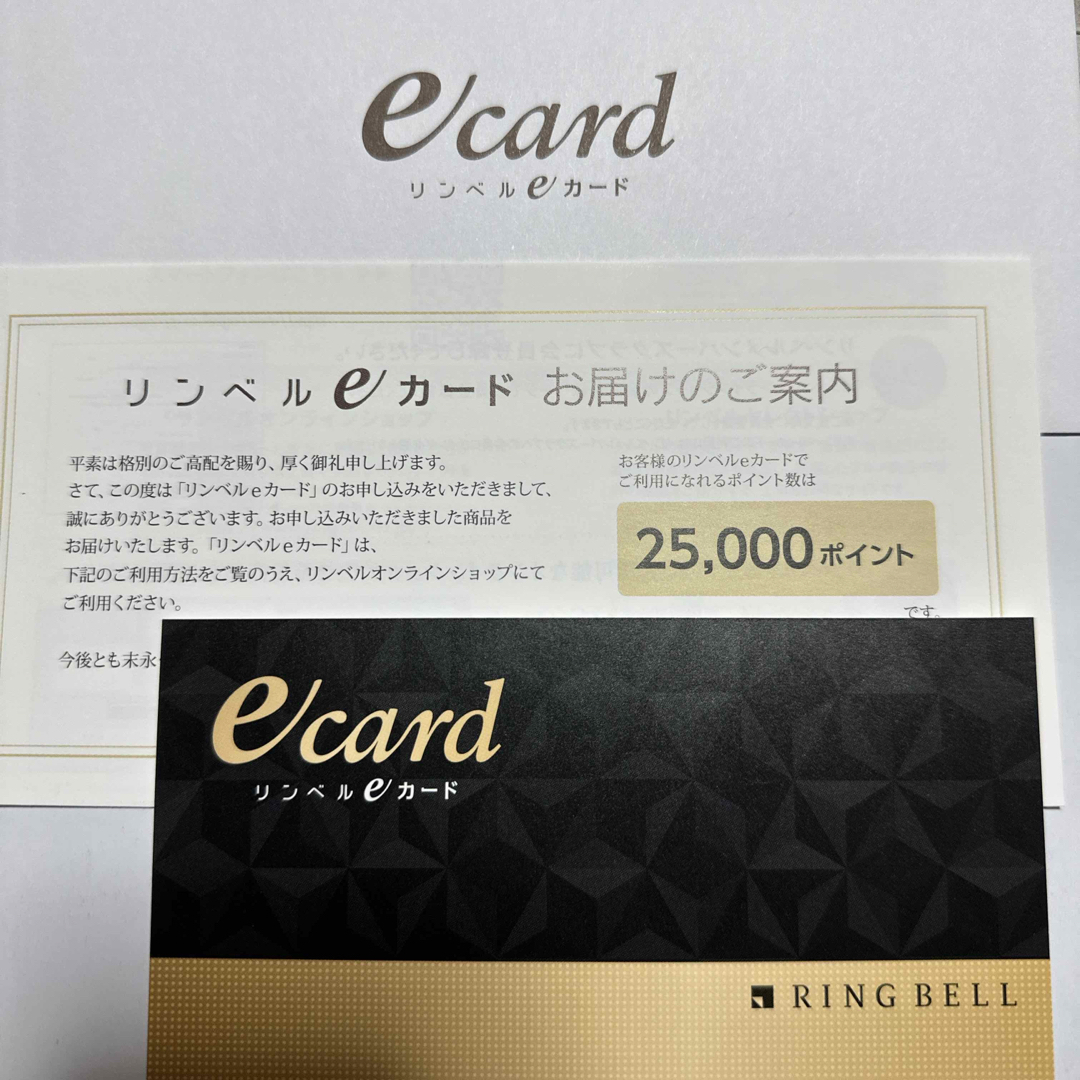 ecard
リンベル eカード
リンベル eカード お届けのご案内
平素は格別のご高配を賜り、厚く御礼申し上げます。
さて、この度は「リンベルｅカード」のお申し込みをいただきまして、
誠にありがとうございます。お申し込みいただきました商品を
お届けいたします。「リンベルｅカード」は、
下記のご利用方法をご覧のうえ、リンベルオンラインショップにて
ご利用ください。
今後とも末永
お客様のリンベルeカードで
ご利用になれるポイント数は
25,000ポイント
です。
ecard
リンベル eカード
RING BELL